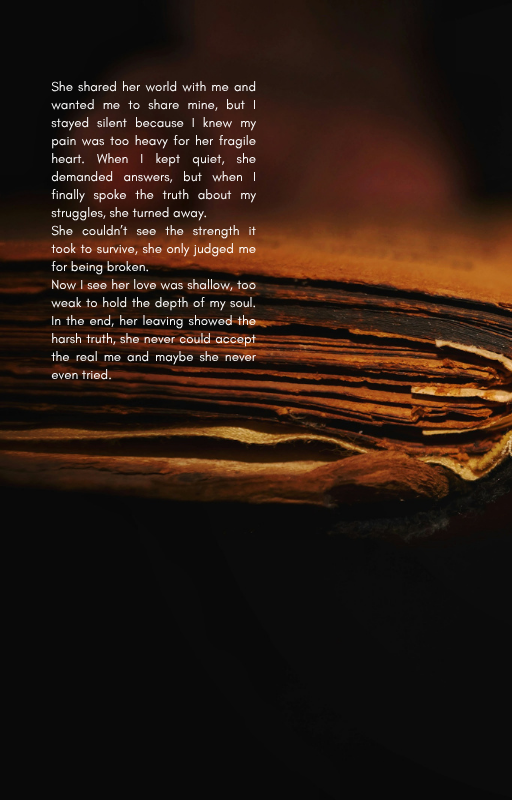 She shared her world with me and
wanted me to share mine, but I
stayed silent because I knew my
pain was too heavy for her fragile
heart. When I kept quiet, she
demanded answers, but when I
finally spoke the truth about my
struggles, she turned away.
She couldn't see the strength it
took to survive, she only judged me
for being broken.
Now I see her love was shallow, too
weak to hold the depth of my soul.
In the end, her leaving showed the
harsh truth, she never could accept
the real me and maybe she never
even tried.